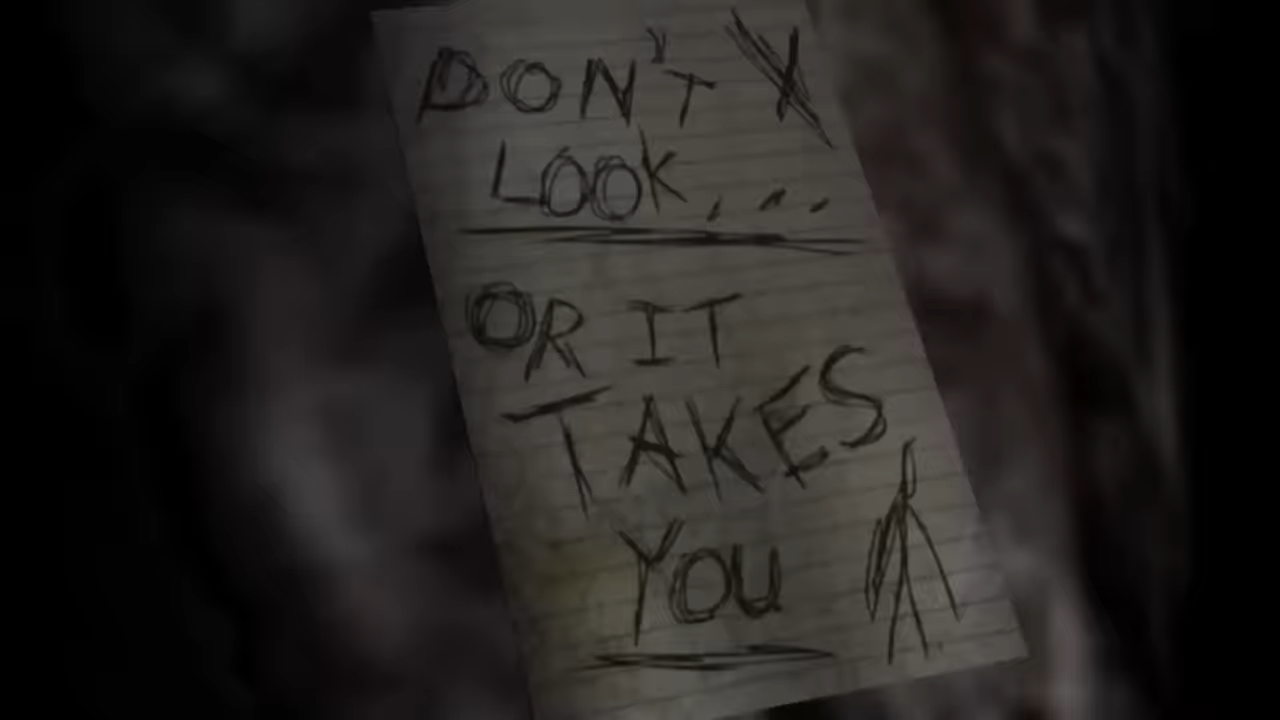 DON'T X
LOOK...
OR IT
TAKES
YOU